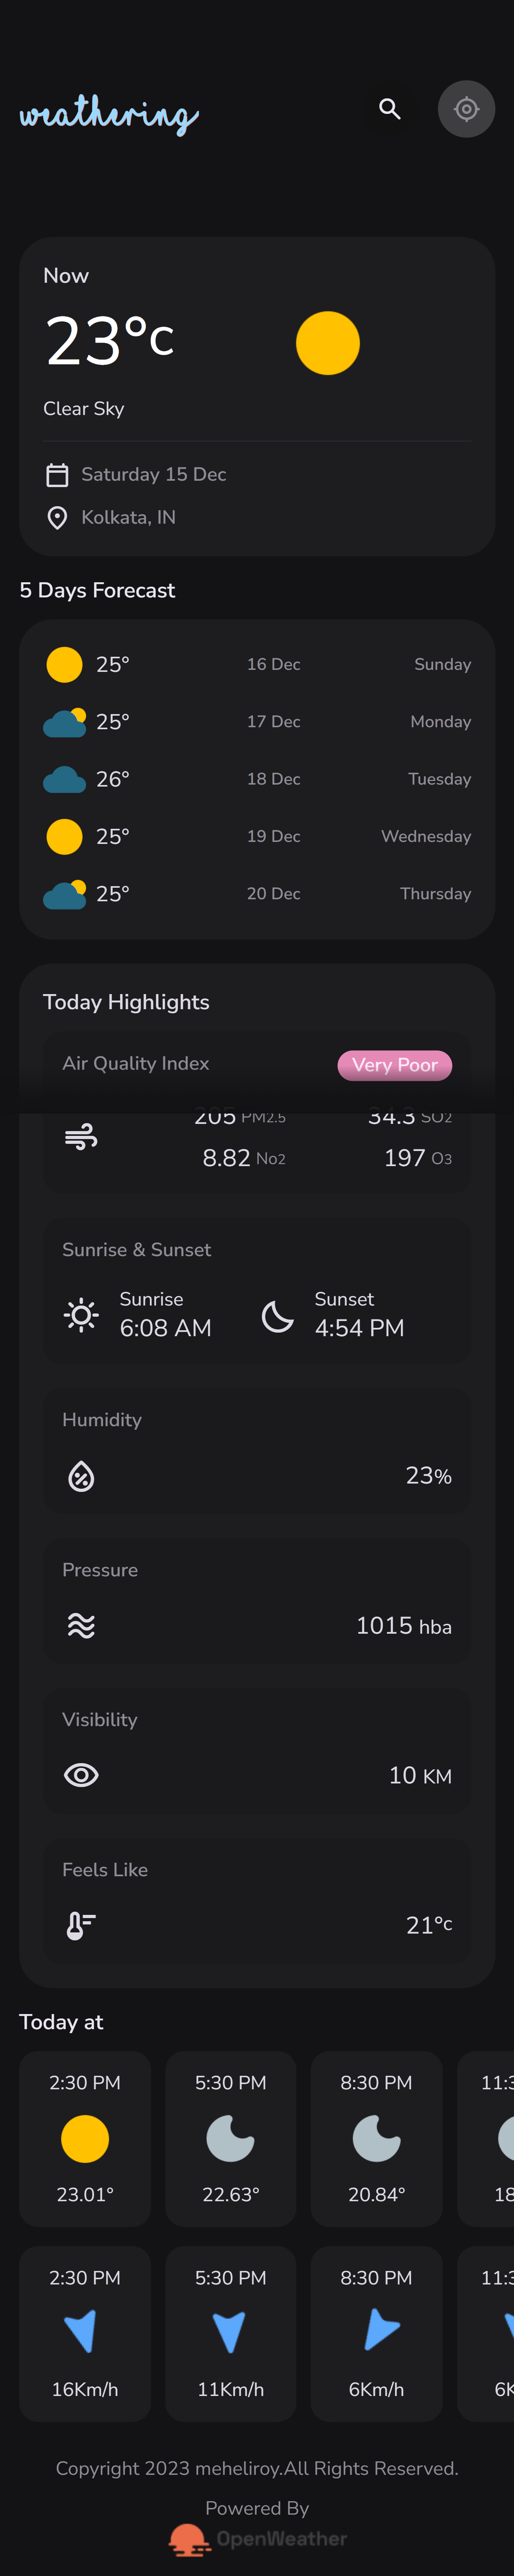 weathering
Now
23°c
Clear Sky
Saturday 15 Dec
Kolkata, IN
5 Days Forecast
25° 16 Dec Sunday
25° 17 Dec Monday
26° 18 Dec Tuesday
25° 19 Dec Wednesday
25° 20 Dec Thursday
Today Highlights
Air Quality Index Very Poor
205 PM2.5 34.3 SO2
8.82 No2 197 O3
Sunrise & Sunset
Sunrise Sunset
6:08 AM 4:54 PM
Humidity
23%
Pressure
1015 hba
Visibility
10 KM
Feels Like
21°c
Today at
2:30 PM 5:30 PM 8:30 PM 11:3
23.01° 22.63° 20.84° 18
2:30 PM 5:30 PM 8:30 PM 11:3
16Km/h 11Km/h 6Km/h 6K
Copyright 2023 meheliroy.All Rights Reserved.
Powered By
OpenWeather